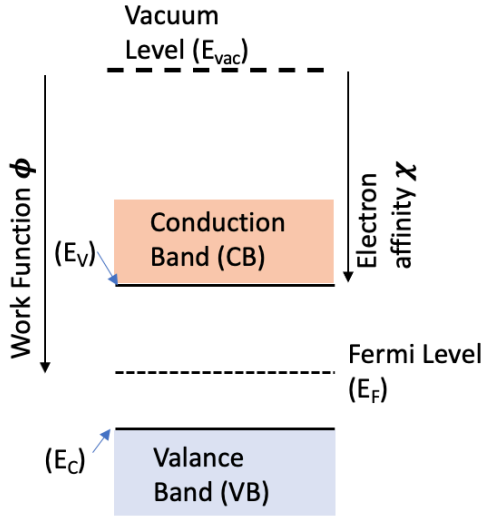 Vacuum
Level (Evac)
Work Function ϕ
Electron
affinity χ
Conduction
Band (CB)
(EV)
Fermi Level
(EF)
(EC)
Valance
Band (VB)